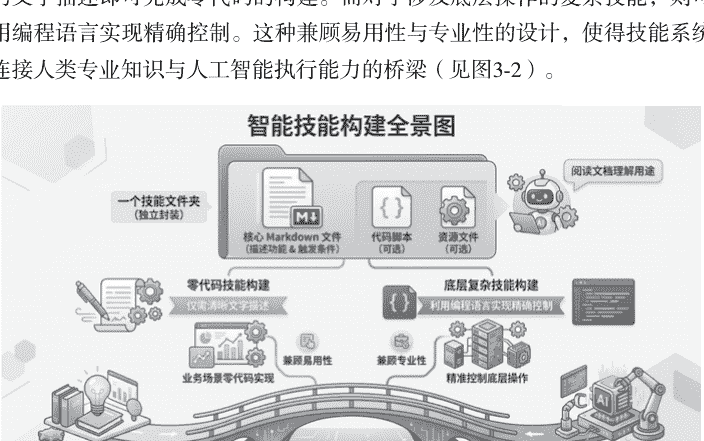 的文字描述即可完成零代码的构建。而对于涉及底层操作的复杂技能，则
用编程语言实现精确控制。这种兼顾易用性与专业性的设计，使得技能系统
连接人类专业知识与人工智能执行能力的桥梁（见图3-2）。
智能技能构建全景图
阅读文档理解用途
一个技能文件夹
（独立封装）
M↓
{ }
核心 Markdown 文件
（描述功能 & 触发条件）
代码脚本
（可选）
资源文件
（可选）
零代码技能构建
仅需清晰文字描述
底层复杂技能构建
{ }
利用编程语言实现精确控制
兼顾易用性
兼顾专业性
业务场景零代码实现
精准控制底层操作
AI